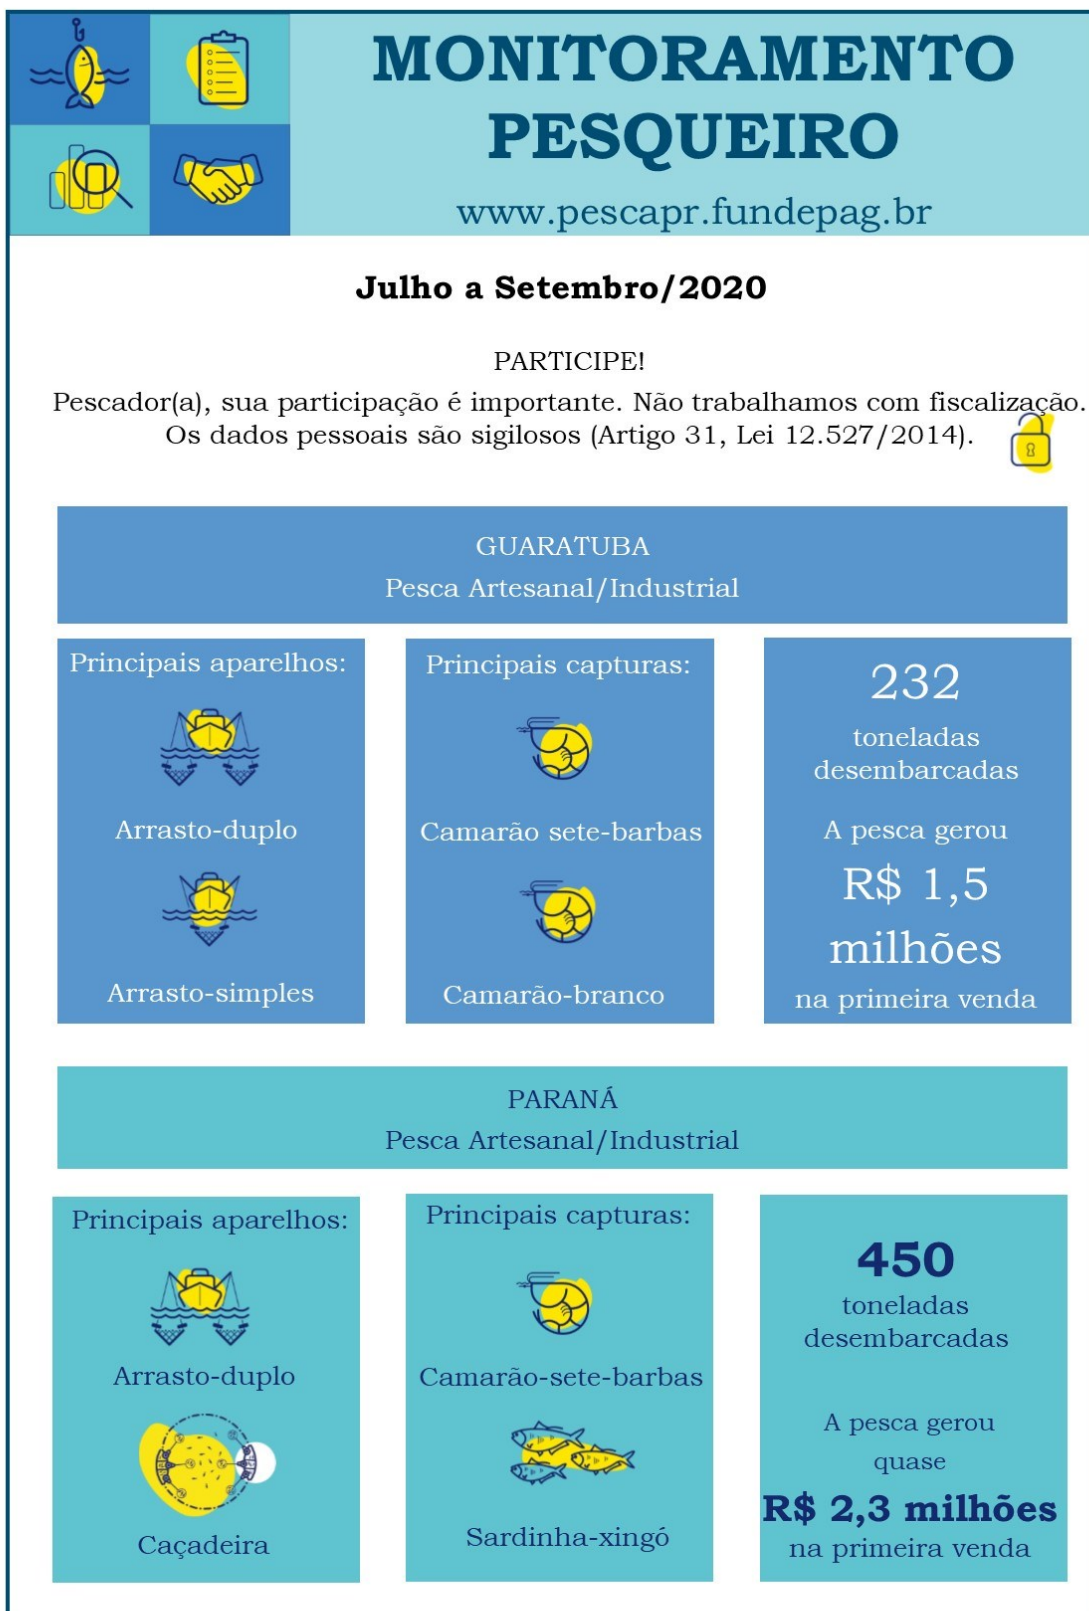 MONITORAMENTO
PESQUEIRO
www.pescapr.fundepag.br
Julho a Setembro/2020
PARTICIPE!
Pescador(a), sua participação é importante. Não trabalhamos com fiscalização.
Os dados pessoais são sigilosos (Artigo 31, Lei 12.527/2014).
GUARATUBA
Pesca Artesanal/Industrial
Principais aparelhos:
Arrasto-duplo
Arrasto-simples
Principais capturas:
Camarão sete-barbas
Camarão-branco
232
toneladas
desembarcadas
A pesca gerou
R$ 1,5
milhões
na primeira venda
PARANÁ
Pesca Artesanal/Industrial
Principais aparelhos:
Arrasto-duplo
Caçadeira
Principais capturas:
Camarão-sete-barbas
Sardinha-xingó
450
toneladas
desembarcadas
A pesca gerou
quase
R$ 2,3 milhões
na primeira venda